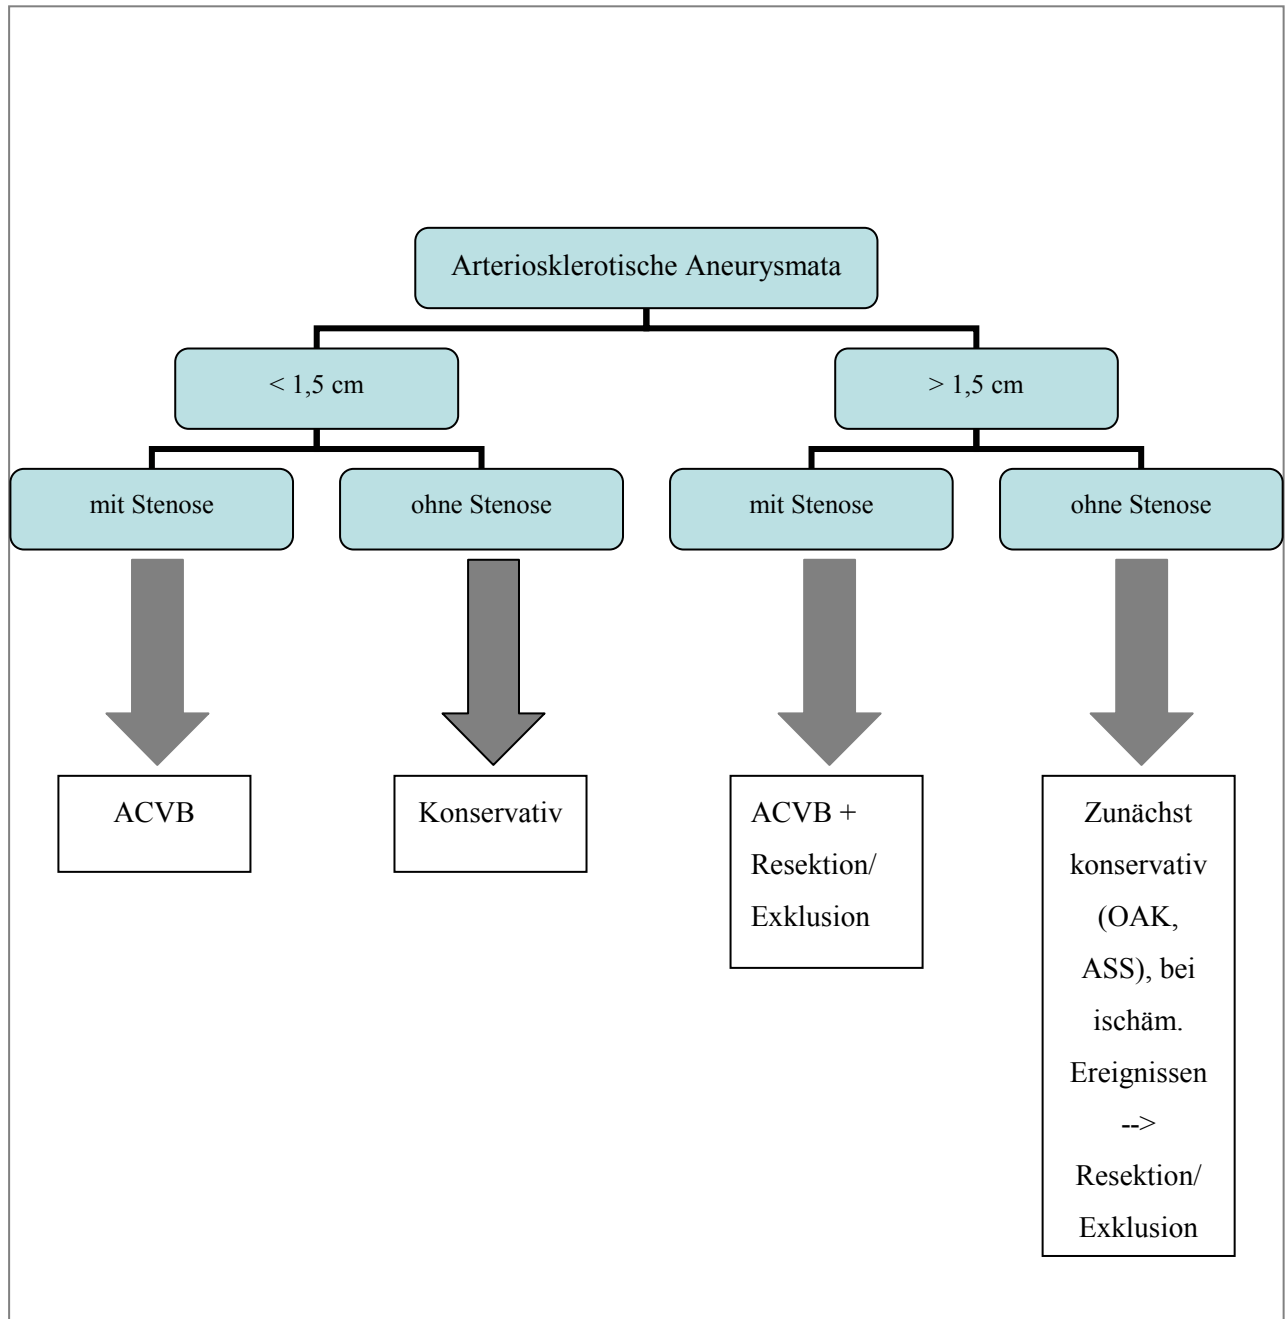 Arteriosklerotische Aneurysmata
< 1,5 cm
> 1,5 cm
mit Stenose
ohne Stenose
mit Stenose
ohne Stenose
ACVB
Konservativ
ACVB +
Resektion/
Exklusion
Zunächst
konservativ
(OAK,
ASS), bei
ischäm.
Ereignissen
-->
Resektion/
Exklusion